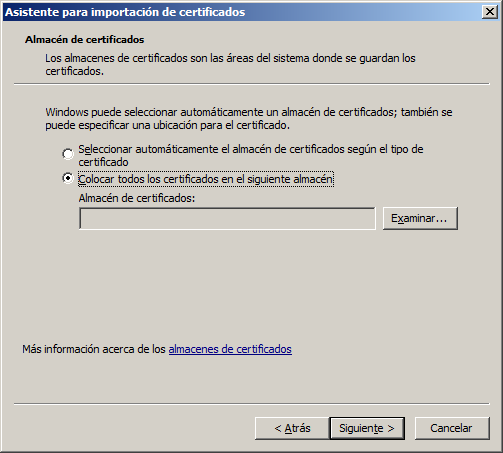 Asistente para importación de certificados
Almacén de certificados
Los almacenes de certificados son las áreas del sistema donde se guardan los
certificados.
Windows puede seleccionar automáticamente un almacén de certificados; también se
puede especificar una ubicación para el certificado.
Seleccionar automáticamente el almacén de certificados según el tipo de
certificado
Colocar todos los certificados en el siguiente almacén
Almacén de certificados:
Examinar...
Más información acerca de los almacenes de certificados
< Atrás
Siguiente >
Cancelar